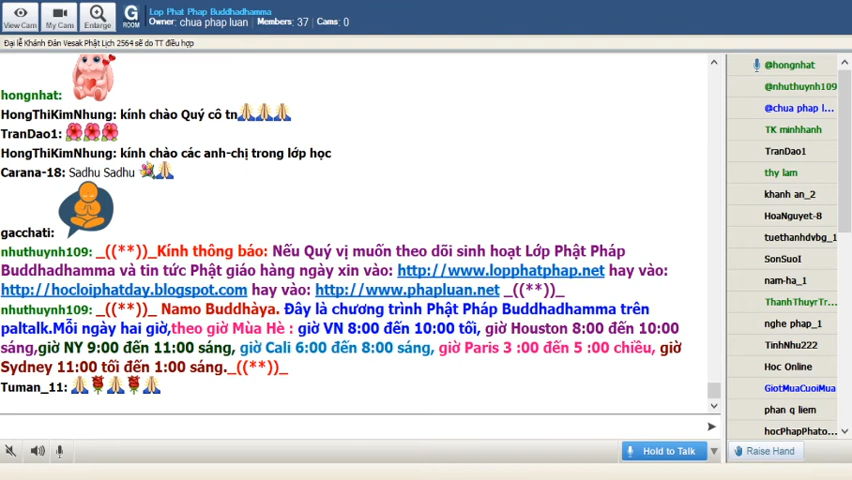 View Cam
My Cam
Enlarge
G
ROOM
Lop Phat Phap Buddhadhamma
Owner: chua phap luan Members: 37 Cams: 0
Đại lễ Khánh Đản Vesak Phật Lịch 2564 sẽ do TT điều hợp
hongnhat:
HongThiKimNhung: kính chào Quý cô tn
TranDao1:
HongThiKimNhung: kính chào các anh-chị trong lớp học
Carana-18: Sadhu Sadhu
gacchati:
nhuthuynh109: _((**))_Kính thông báo: Nếu Quý vị muốn theo dõi sinh hoạt Lớp Phật Pháp
Buddhadhamma và tin tức Phật giáo hàng ngày xin vào: http://www.lopphatphap.net hay vào:
http://hocloiphatday.blogspot.com hay vào: http://www.phapluan.net _((**))_
nhuthuynh109: _((**))_ Namo Buddhàya. Đây là chương trình Phật Pháp Buddhadhamma trên
paltalk.Mỗi ngày hai giờ,theo giờ Mùa Hè : giờ VN 8:00 đến 10:00 tối, giờ Houston 8:00 đến 10:00
sáng,giờ NY 9:00 đến 11:00 sáng, giờ Cali 6:00 đến 8:00 sáng, giờ Paris 3 :00 đến 5 :00 chiều, giờ
Sydney 11:00 tối đến 1:00 sáng._((**))_
Tuman_11:
Hold to Talk
@hongnhat
@nhuthuynh109
@chua phap l...
TK minhhanh
TranDao1
thy lam
khanh an_2
HoaNguyet-8
tuethanhdvbg_1
SonSuoI
nam-ha_1
ThanhThuyrTr...
nghe phap_1
TinhNhu222
Hoc Online
GiotMuaCuoiMua
phan q liem
hocPhapPhato...
Raise Hand